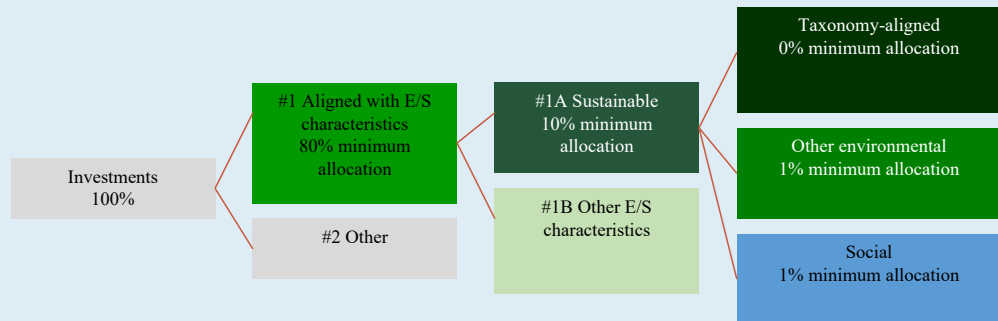 Investments
100%
#1 Aligned with E/S
characteristics
80% minimum
allocation
#2 Other
#1A Sustainable
10% minimum
allocation
#1B Other E/S
characteristics
Taxonomy-aligned
0% minimum allocation
Other environmental
1% minimum allocation
Social
1% minimum allocation